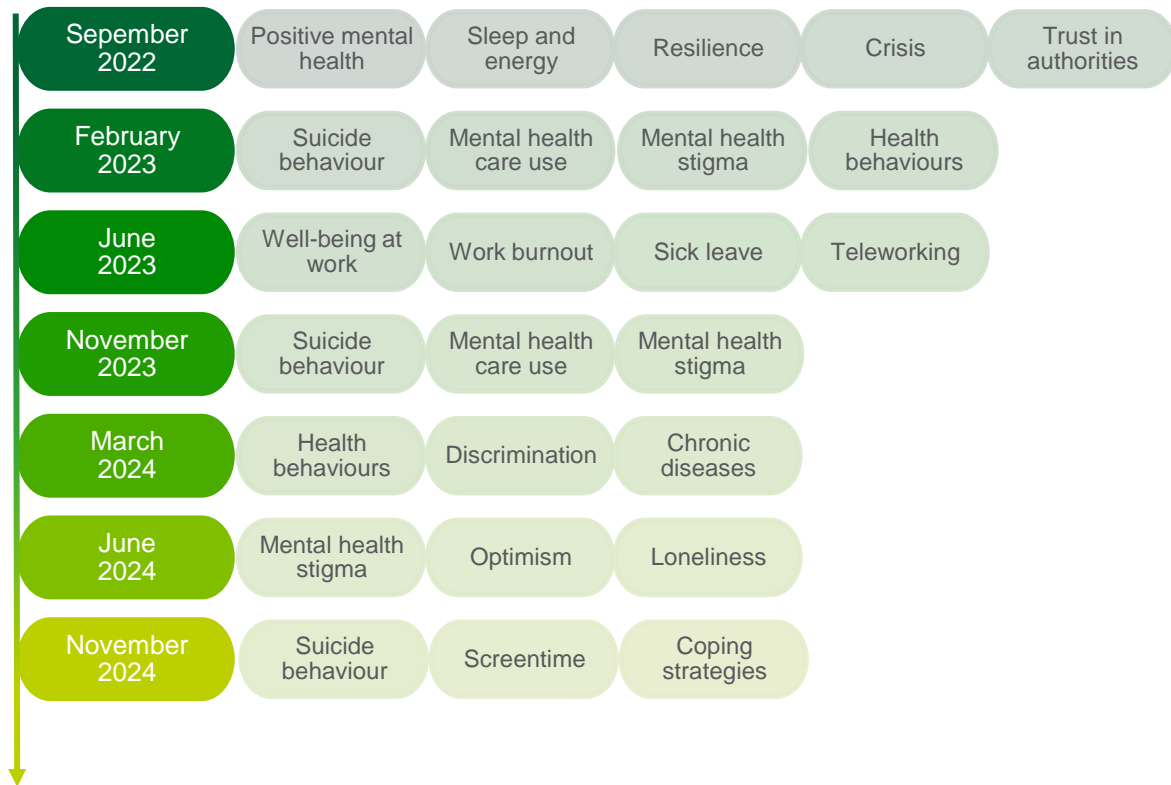 Sepember
2022
Positive mental
health
Sleep and
energy
Resilience
Crisis
Trust in
authorities
February
2023
Suicide
behaviour
Mental health
care use
Mental health
stigma
Health
behaviours
June
2023
Well-being at
work
Work burnout
Sick leave
Teleworking
November
2023
Suicide
behaviour
Mental health
care use
Mental health
stigma
March
2024
Health
behaviours
Discrimination
Chronic
diseases
June
2024
Mental health
stigma
Optimism
Loneliness
November
2024
Suicide
behaviour
Screentime
Coping
strategies